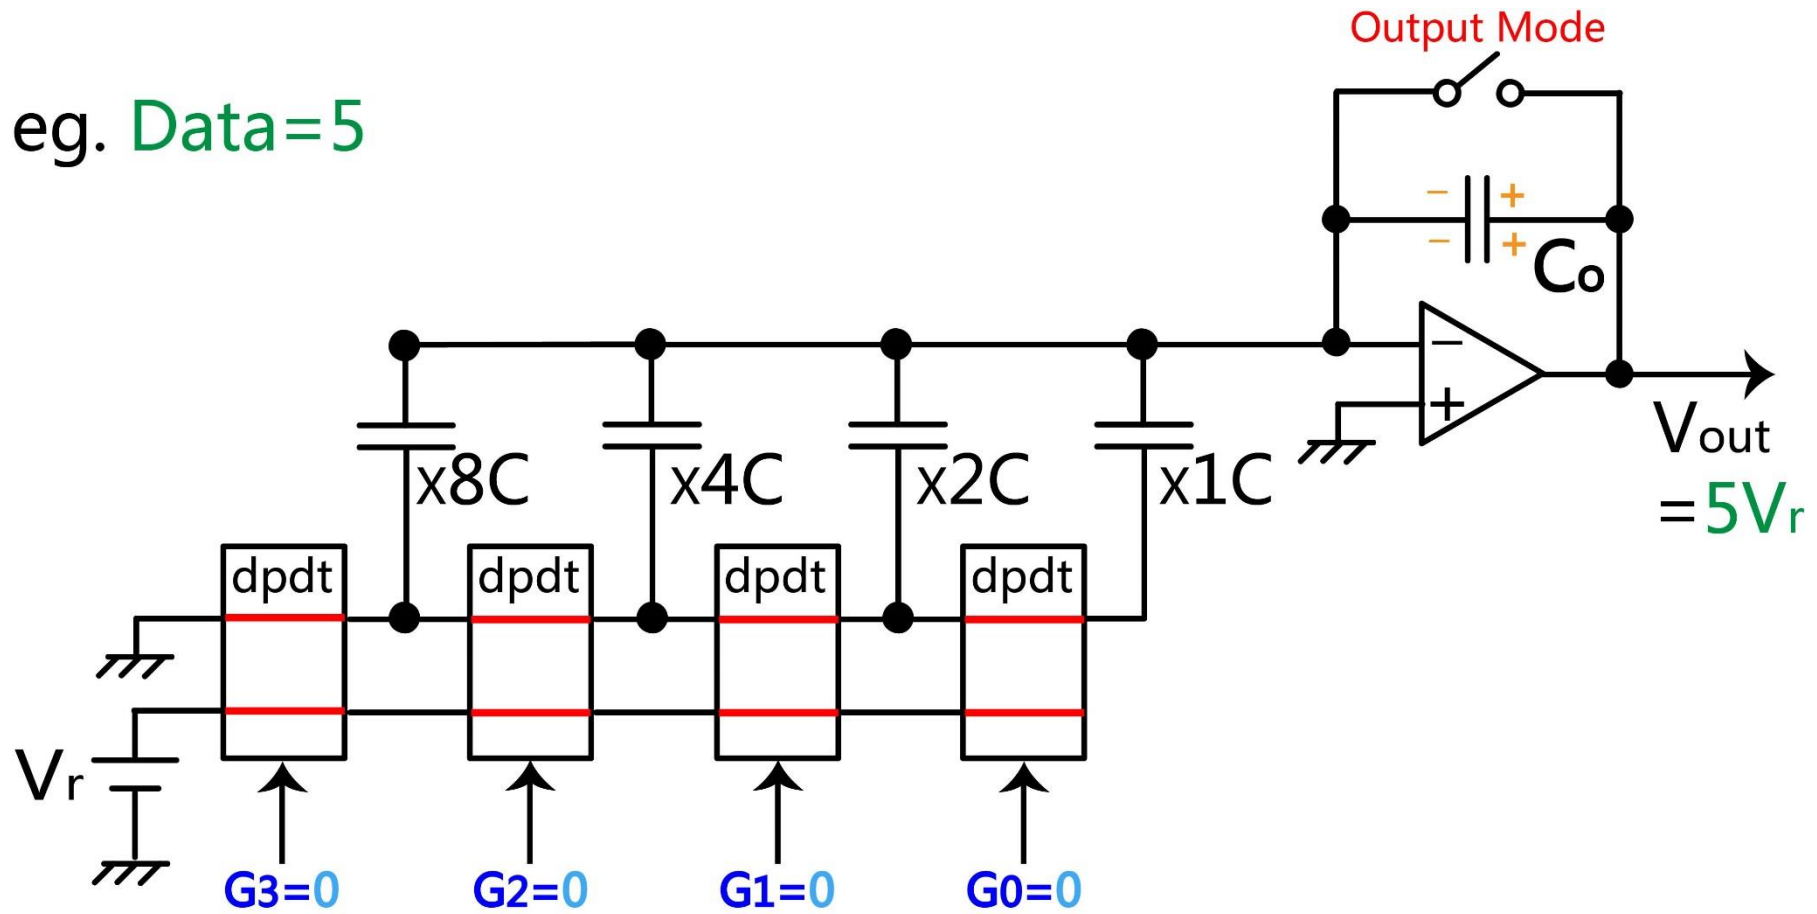 Output Mode
eg. Data=5
− +
− +
Co
−
+
Vout
=5Vr
x8C x4C x2C x1C
dpdt dpdt dpdt dpdt
Vr
G3=0 G2=0 G1=0 G0=0